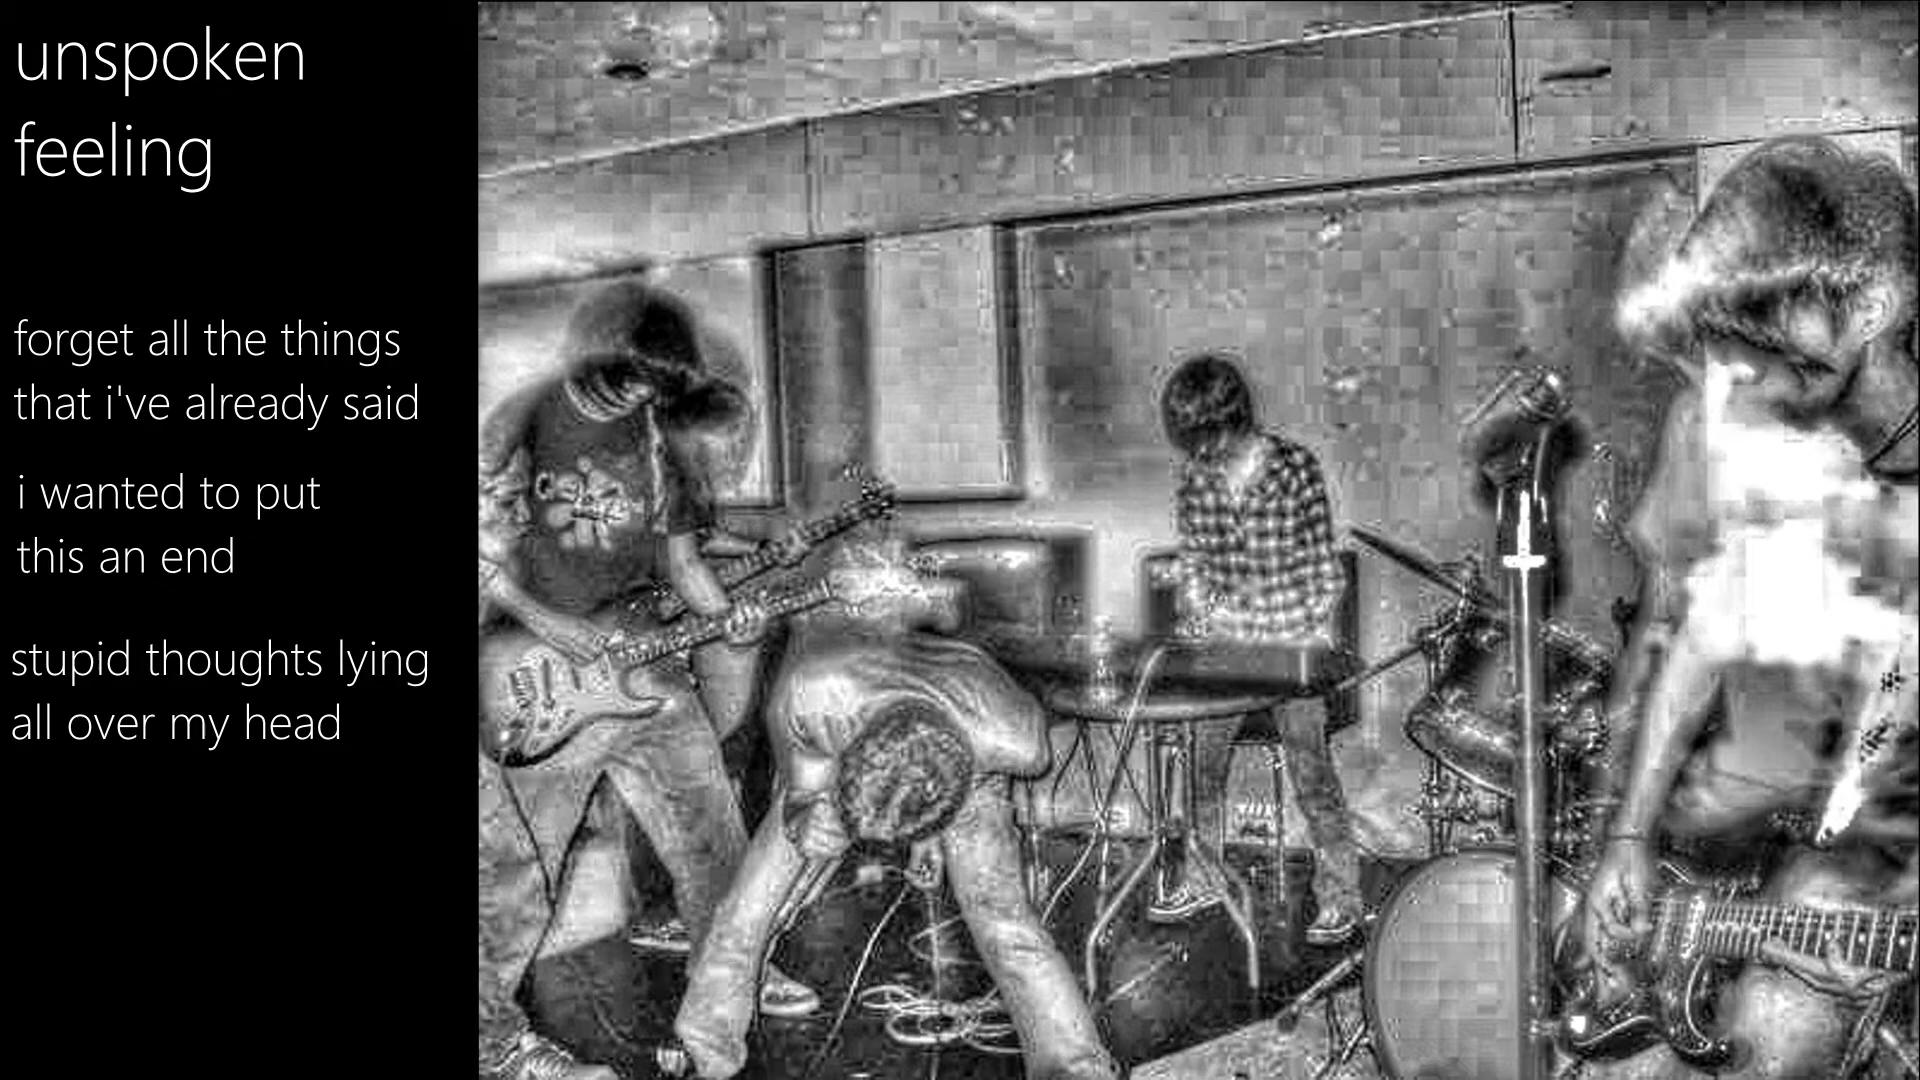 unspoken
feeling
forget all the things
that i've already said
i wanted to put
this an end
stupid thoughts lying
all over my head